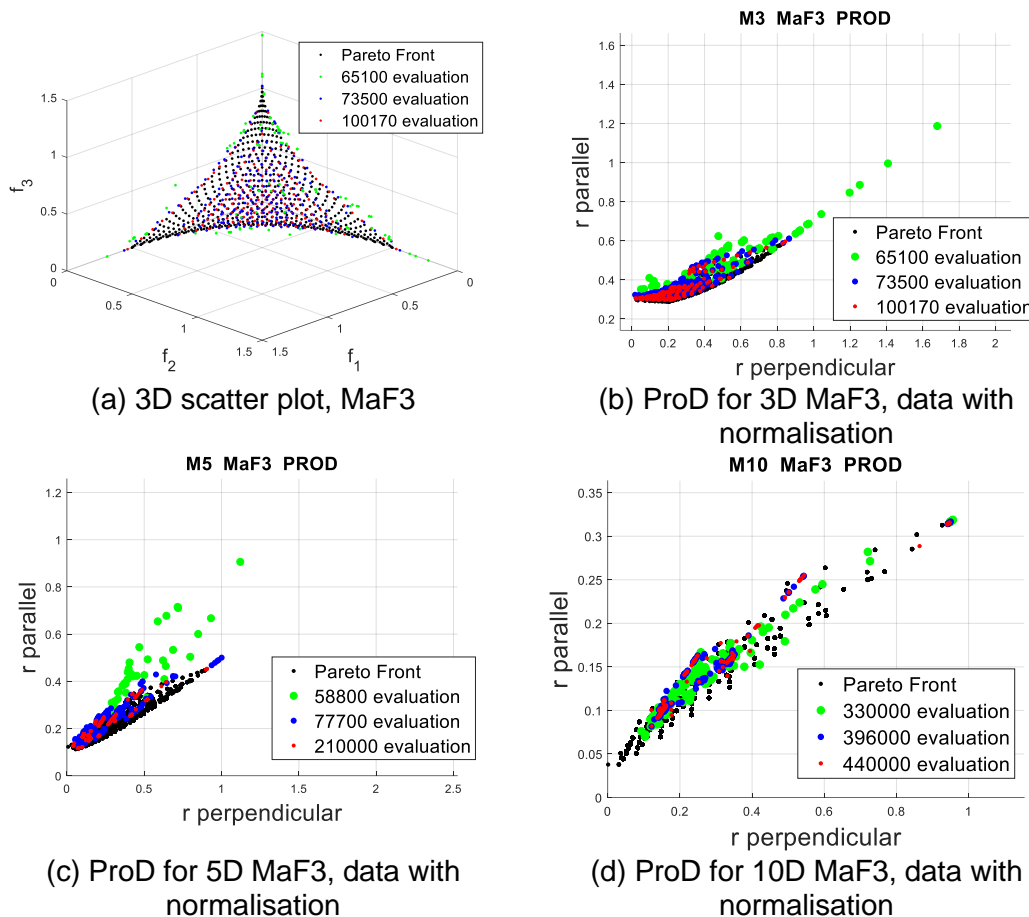 Pareto Front
65100 evaluation
73500 evaluation
100170 evaluation
1.5
1
0.5
0
f3
0
0.5
1
1.5
f2
0
0.5
1
1.5
f1
(a) 3D scatter plot, MaF3
M3 MaF3 PROD
1.6
1.4
1.2
1
0.8
0.6
0.4
0.2
r parallel
Pareto Front
65100 evaluation
73500 evaluation
100170 evaluation
0 0.2 0.4 0.6 0.8 1 1.2 1.4 1.6 1.8 2
r perpendicular
(b) ProD for 3D MaF3, data with
normalisation
M5 MaF3 PROD
1.2
1
0.8
0.6
0.4
0.2
0
r parallel
Pareto Front
58800 evaluation
77700 evaluation
210000 evaluation
0 0.5 1 1.5 2 2.5
r perpendicular
(c) ProD for 5D MaF3, data with
normalisation
M10 MaF3 PROD
0.35
0.3
0.25
0.2
0.15
0.1
0.05
0
r parallel
Pareto Front
330000 evaluation
396000 evaluation
440000 evaluation
0 0.2 0.4 0.6 0.8 1
r perpendicular
(d) ProD for 10D MaF3, data with
normalisation